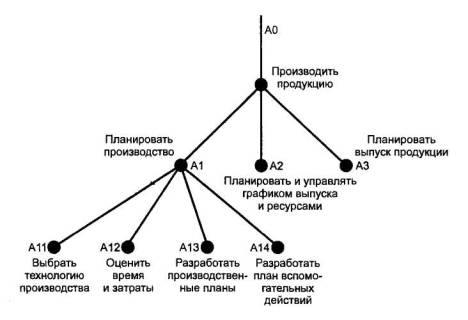 A0
Производить
продукцию
Планировать
производство
A1
A2
Планировать и управлять
графиком выпуска
и ресурсами
Планировать
выпуск продукции
A3
A11
Выбрать
технологию
производства
A12
Оценить
время
и затраты
A13
Разработать
производствен-
ные планы
A14
Разработать
план вспомо-
гательных
действий